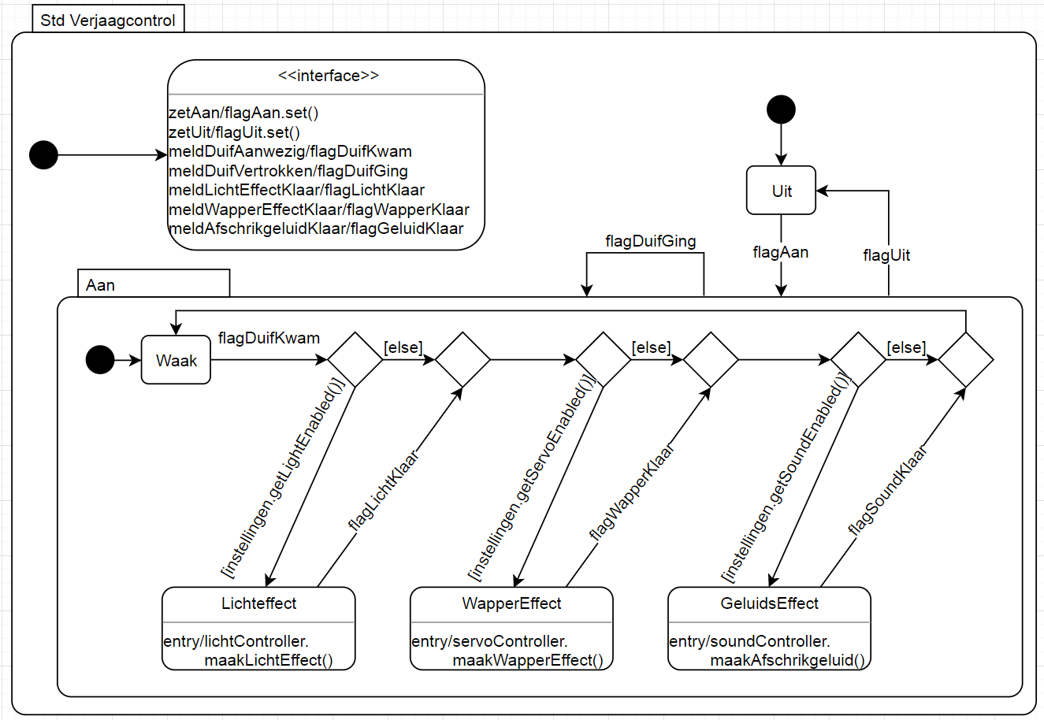 Std Verjaagcontrol
<<interface>>
zetAan/flagAan.set()
zetUit/flagUit.set()
meldDuifAanwezig/flagDuifKwam
meldDuifVertrokken/flagDuifGing
meldLichtEffectKlaar/flagLichtKlaar
meldWapperEffectKlaar/flagWapperKlaar
meldAfschrikgeluidKlaar/flagGeluidKlaar
Uit
flagDuifGing
flagAan
flagUit
Aan
Waak
flagDuifKwam
[else]
[else]
[else]
[instellingen.getLightEnabled()]
flagLichtKlaar
[instellingen.getServoEnabled()]
flagWapperKlaar
[instellingen.getSoundEnabled()]
flagSoundKlaar
Lichteffect
entry/lichtController.
maakLichtEffect()
WapperEffect
entry/servoController.
maakWapperEffect()
GeluidsEffect
entry/soundController.
maakAfschrikgeluid()